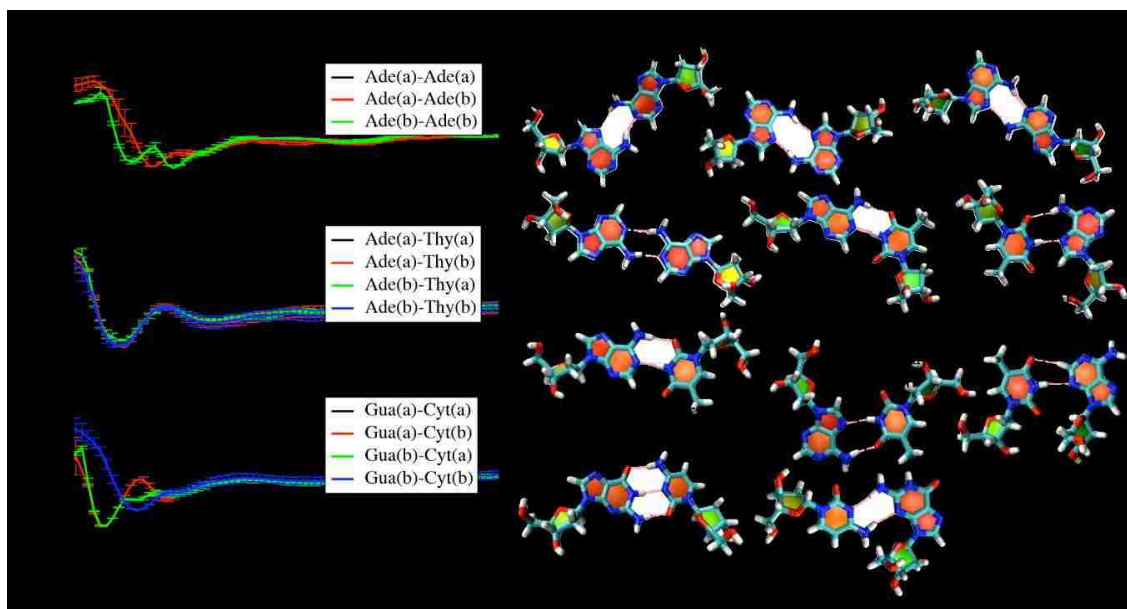 Ade(a)-Ade(a)
Ade(a)-Ade(b)
Ade(b)-Ade(b)
Ade(a)-Thy(a)
Ade(a)-Thy(b)
Ade(b)-Thy(a)
Ade(b)-Thy(b)
Gua(a)-Cyt(a)
Gua(a)-Cyt(b)
Gua(b)-Cyt(a)
Gua(b)-Cyt(b)